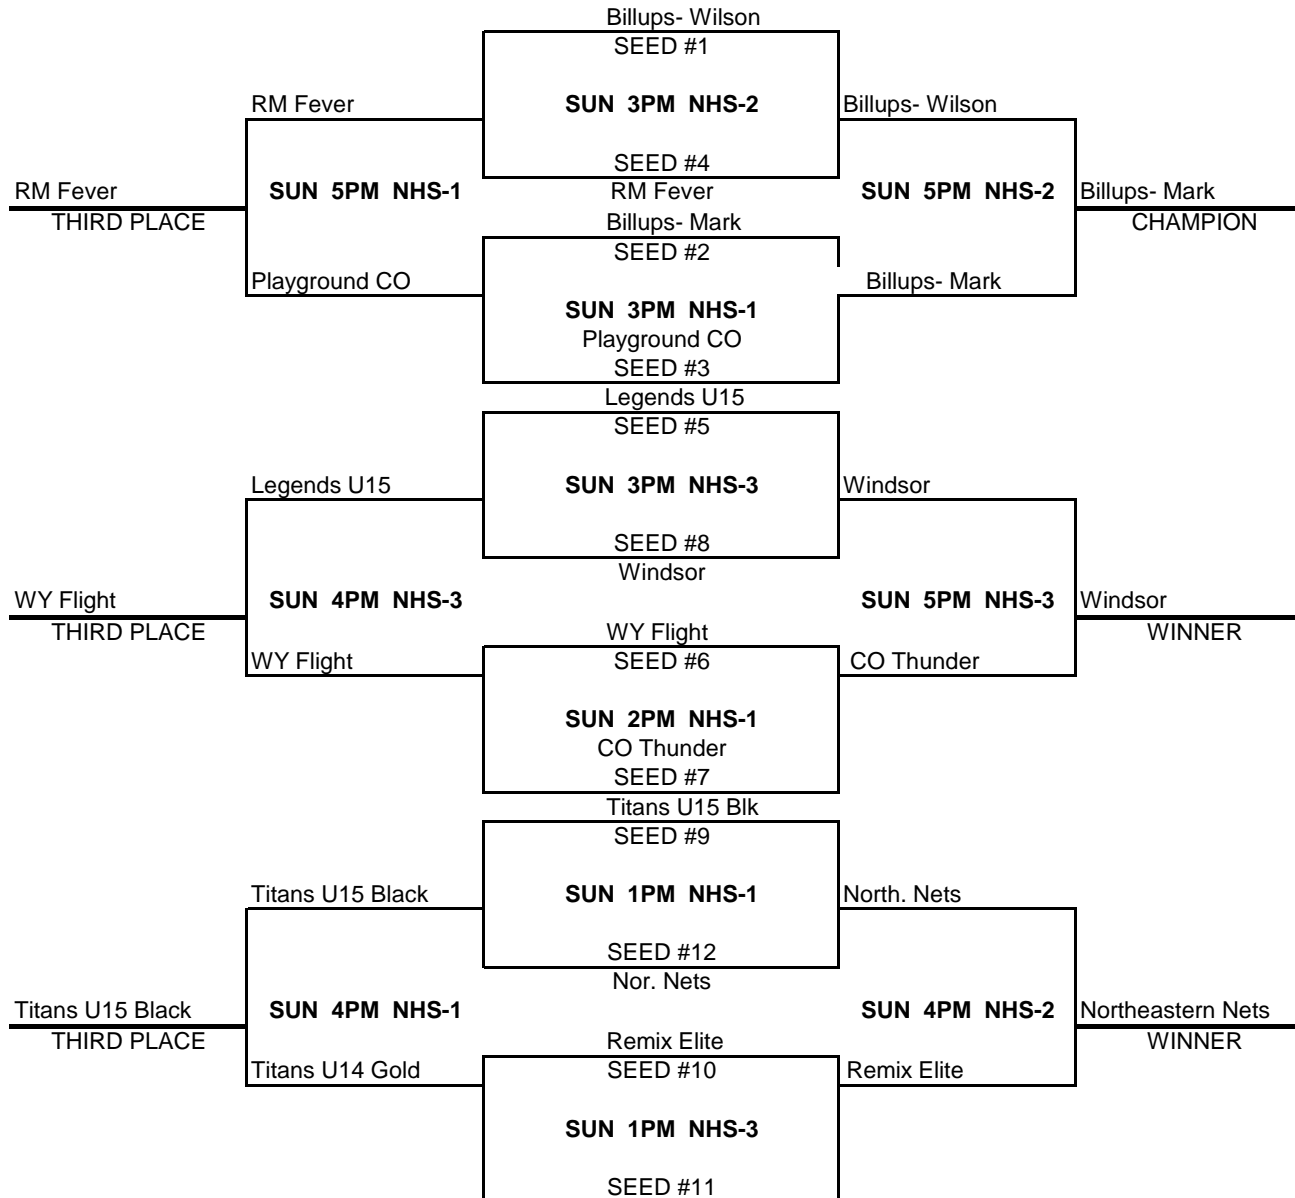 Billups- Wilson
SEED #1
RM Fever
SUN 3PM NHS-2
Billups- Wilson
SEED #4
RM Fever
SUN 5PM NHS-1
RM Fever
SUN 5PM NHS-2
Billups- Mark
THIRD PLACE
Billups- Mark
CHAMPION
SEED #2
Playground CO
Billups- Mark
SUN 3PM NHS-1
Playground CO
SEED #3
Legends U15
SEED #5
Legends U15
SUN 3PM NHS-3
Windsor
SEED #8
Windsor
WY Flight
SUN 4PM NHS-3
SUN 5PM NHS-3
Windsor
THIRD PLACE
WY Flight
WINNER
WY Flight
SEED #6
CO Thunder
SUN 2PM NHS-1
CO Thunder
SEED #7
Titans U15 Blk
SEED #9
Titans U15 Black
SUN 1PM NHS-1
North. Nets
SEED #12
Nor. Nets
Titans U15 Black
SUN 4PM NHS-1
SUN 4PM NHS-2
Northeastern Nets
THIRD PLACE
Remix Elite
WINNER
Titans U14 Gold
SEED #10
Remix Elite
SUN 1PM NHS-3
SEED #11